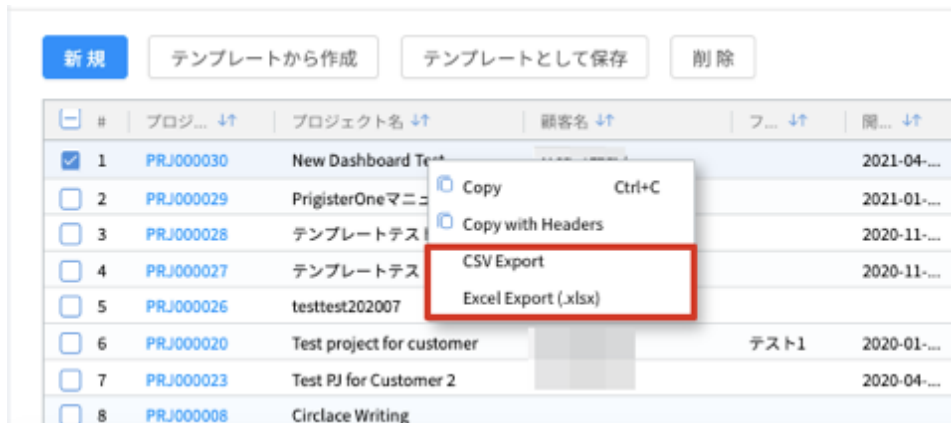 新規 テンプレートから作成 テンプレートとして保存 削除
# プロジ... プロジェクト名 顧客名 フ... 開...
1 PRJ000030 New Dashboard Test 2021-04-...
Copy Ctrl+C
2 PRJ000029 PrigisterOneマニュ 2021-01-...
Copy with Headers
3 PRJ000028 テンプレートテス 2020-11-...
CSV Export
4 PRJ000027 テンプレートテス 2020-11-...
Excel Export (.xlsx)
5 PRJ000026 testtest202007
6 PRJ000020 Test project for customer テスト1 2020-01-...
7 PRJ000023 Test PJ for Customer 2 2020-04-...
8 PRJ000008 Circlace Writing